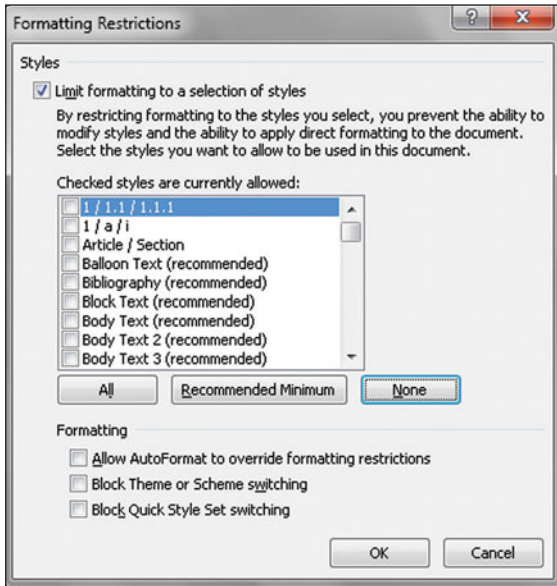 Formatting Restrictions
Styles
Limit formatting to a selection of styles
By restricting formatting to the styles you select, you prevent the ability to
modify styles and the ability to apply direct formatting to the document.
Select the styles you want to allow to be used in this document.
Checked styles are currently allowed:
1 / 1.1 / 1.1.1
1 / a / i
Article / Section
Balloon Text (recommended)
Bibliography (recommended)
Block Text (recommended)
Body Text (recommended)
Body Text 2 (recommended)
Body Text 3 (recommended)
All Recommended Minimum None
Formatting
Allow AutoFormat to override formatting restrictions
Block Theme or Scheme switching
Block Quick Style Set switching
OK Cancel